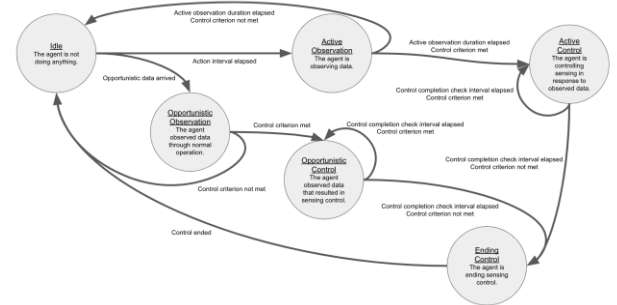 Active observation duration elapsed
Control criterion not met
Idle
The agent is not
doing anything.
Action interval elapsed
Active
Observation
The agent is
observing data.
Active observation duration elapsed
Control criterion met
Active
Control
The agent is
controlling
sensing in
response to
observed data.
Opportunistic data arrived
Control completion check interval elapsed
Control criterion met
Opportunistic
Observation
The agent
observed data
through normal
operation.
Control criterion met
Control completion check interval elapsed
Control criterion met
Opportunistic
Control
The agent
observed data
that resulted in
sensing control.
Control completion check interval elapsed
Control criterion not met
Control criterion not met
Control completion check interval elapsed
Control criterion not met
Control ended
Ending
Control
The agent is
ending sensing
control.